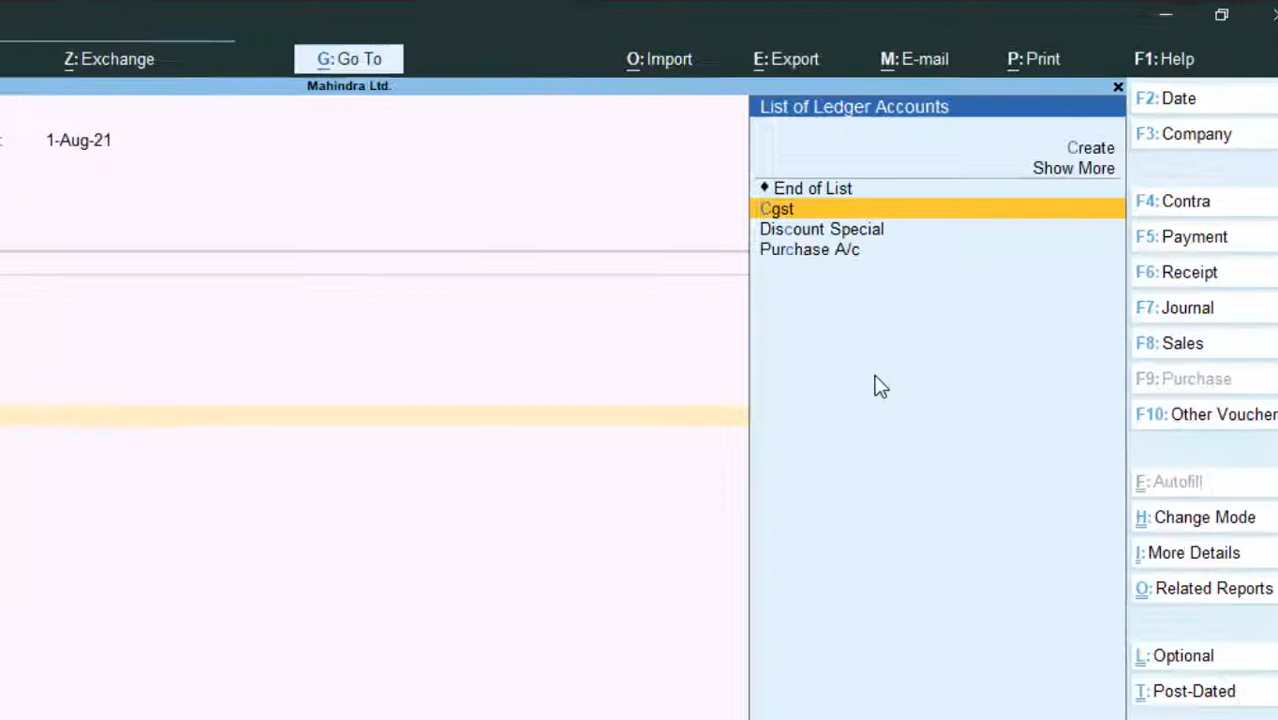 Z: Exchange
G: Go To
O: Import
E: Export
M: E-mail
P: Print
F1: Help
Mahindra Ltd.
1-Aug-21
List of Ledger Accounts
Create
Show More
♦ End of List
Cgst
Discount Special
Purchase A/c
F2: Date
F3: Company
F4: Contra
F5: Payment
F6: Receipt
F7: Journal
F8: Sales
F9: Purchase
F10: Other Voucher
F: Autofill
H: Change Mode
I: More Details
O: Related Reports
L: Optional
T: Post-Dated